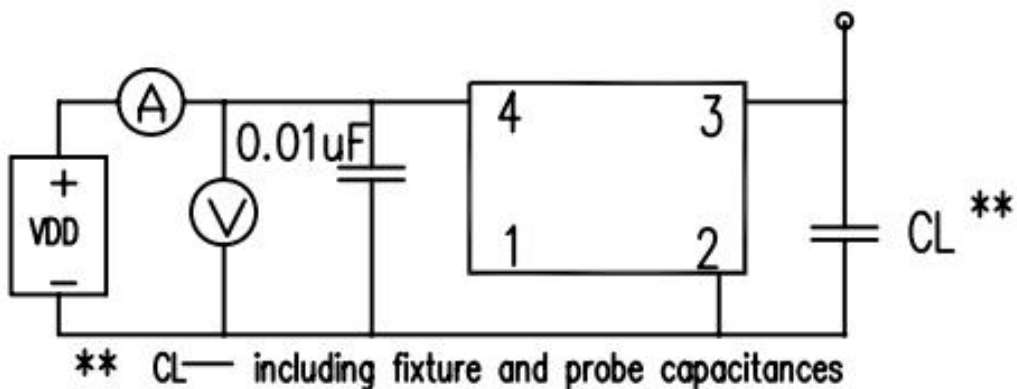 A
0.01uF
4
3
+
VDD
-
V
1
2
CL **
** CL— including fixture and probe capacitances